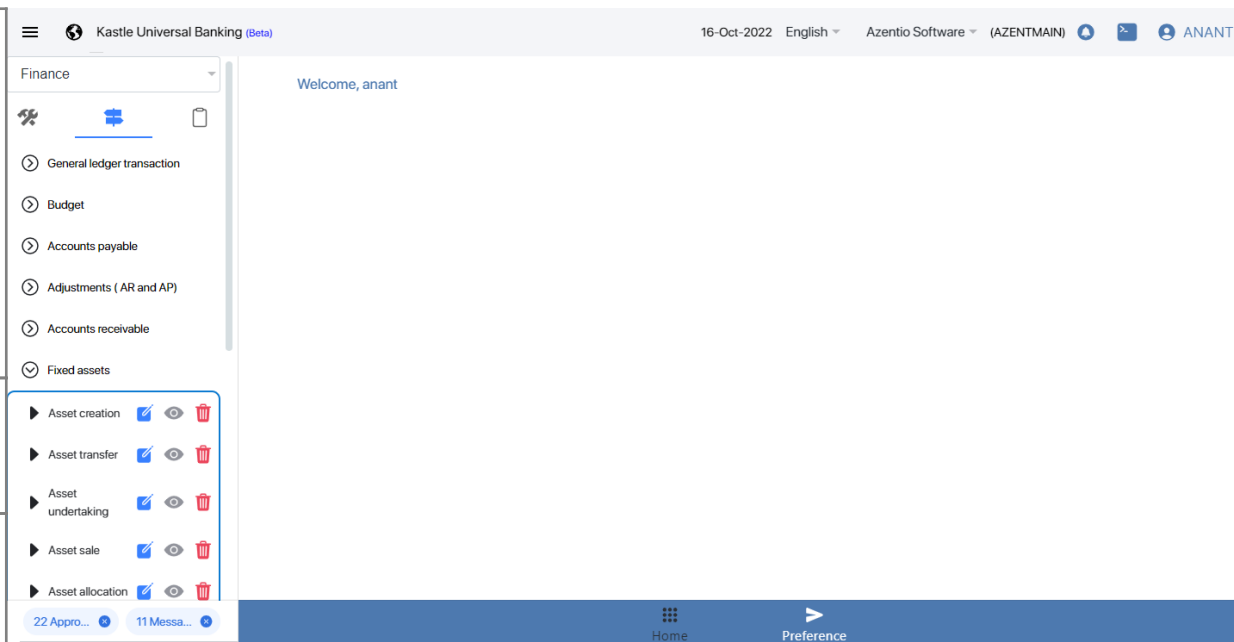 Kastle Universal Banking (Beta)
16-Oct-2022 English Azentio Software (AZENTMAIN) ANANT
Finance
Welcome, anant
General ledger transaction
Budget
Accounts payable
Adjustments ( AR and AP)
Accounts receivable
Fixed assets
Asset creation
Asset transfer
Asset
undertaking
Asset sale
Asset allocation
22 Appro... 11 Messa...
Home Preference